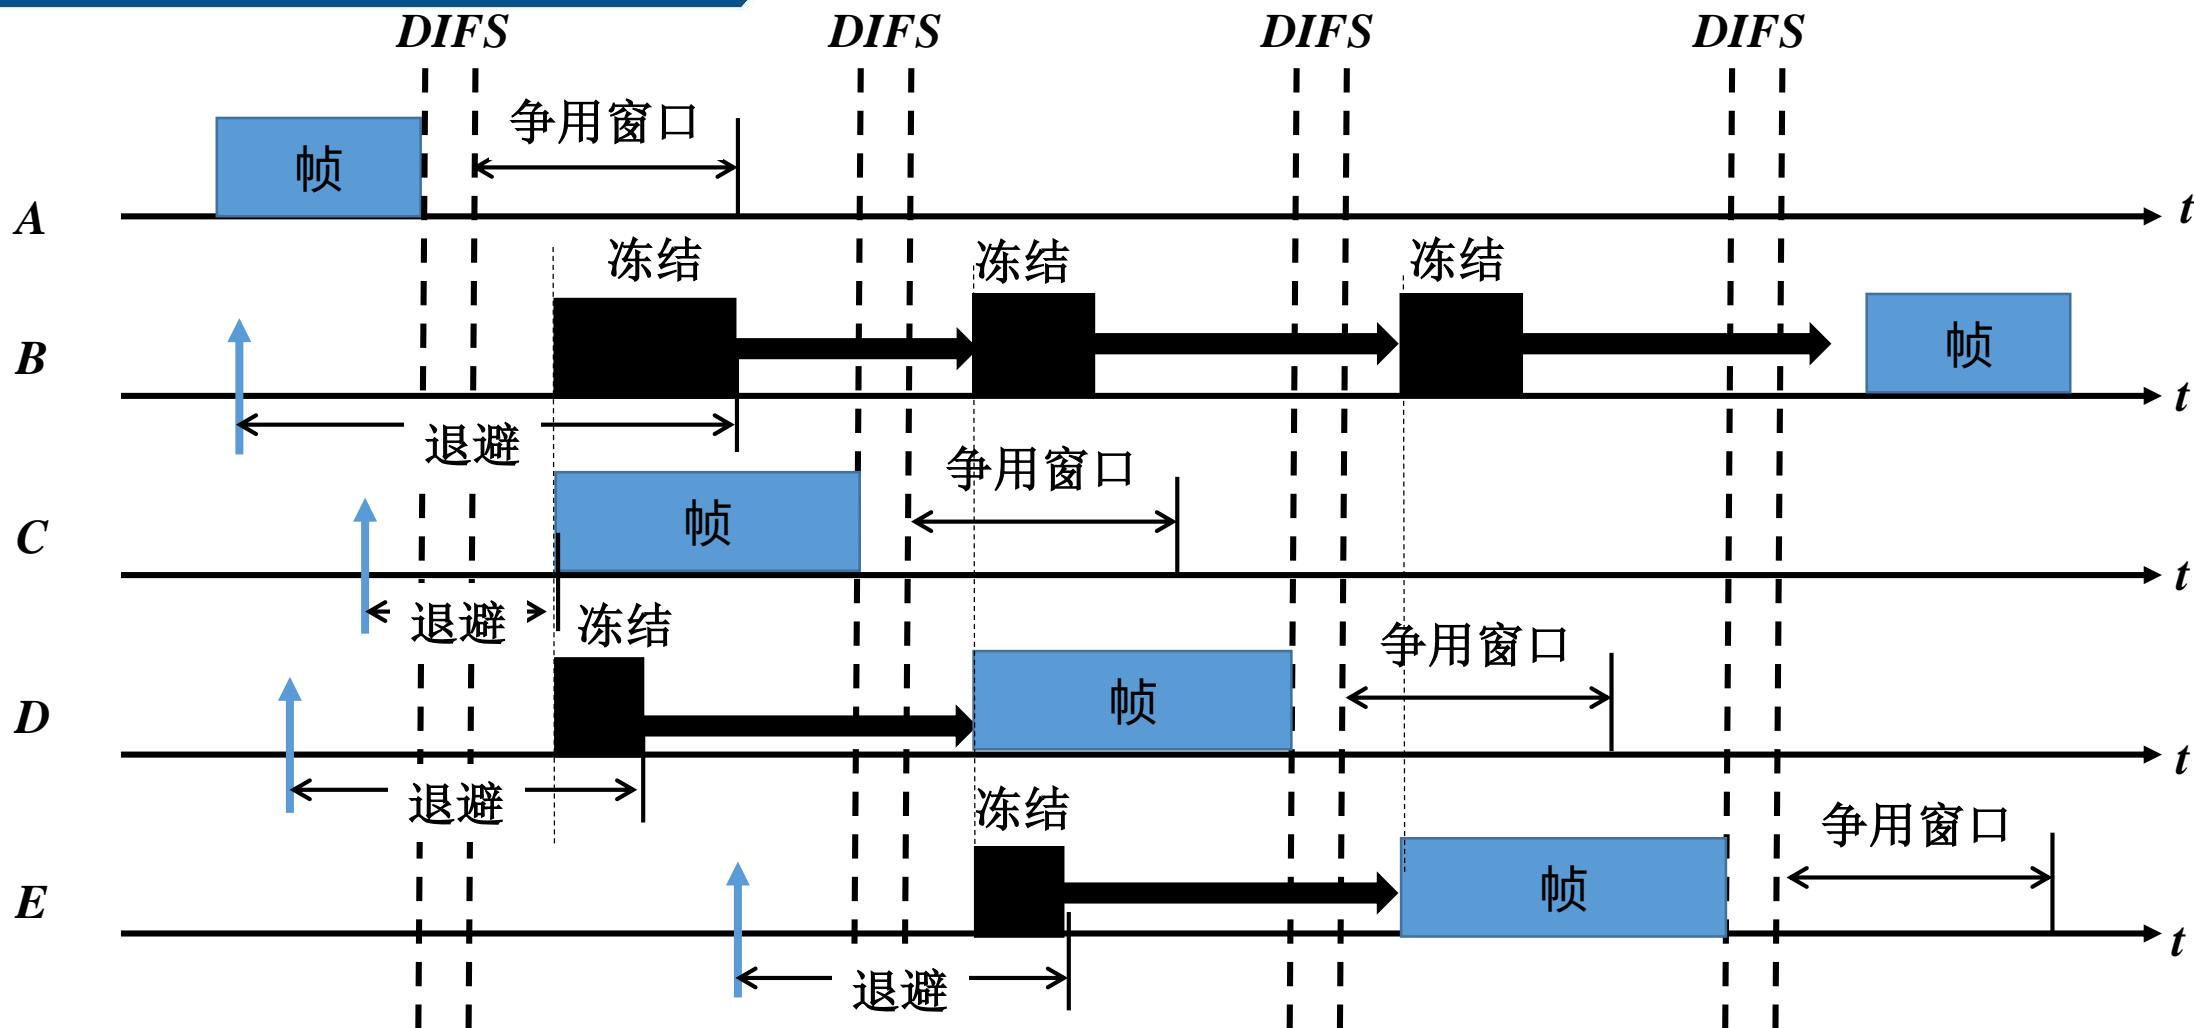 DIFS DIFS DIFS DIFS
争用窗口
帧
A t
冻结 冻结 冻结
帧
B t
退避
争用窗口
帧
C t
退避 冻结
争用窗口
帧
D t
退避
冻结
争用窗口
帧
E t
退避